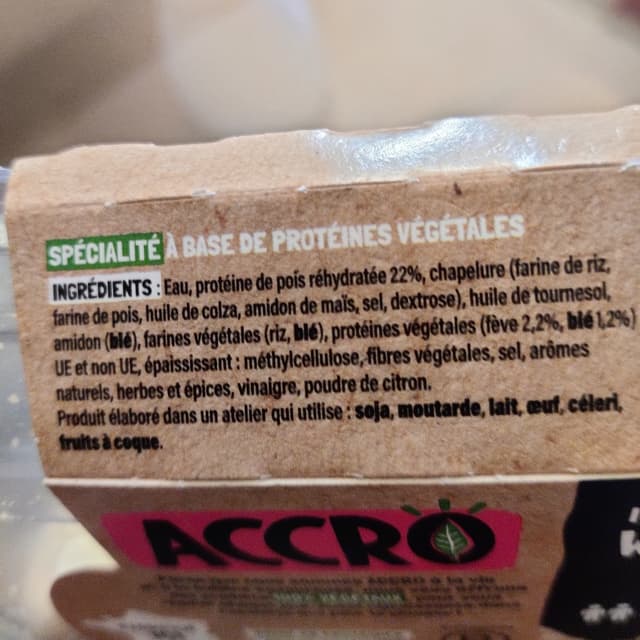 SPÉCIALITÉ À BASE DE PROTÉINES VÉGÉTALES
INGRÉDIENTS : Eau, protéine de pois réhydratée 22%, chapelure (farine de riz,
farine de pois, huile de colza, amidon de maïs, sel, dextrose), huile de tournesol,
amidon (blé), farines végétales (riz, blé), protéines végétales (fève 2,2%, blé 1,2%)
UE et non UE, épaississant : méthylcellulose, fibres végétales, sel, arômes
naturels, herbes et épices, vinaigre, poudre de citron.
Produit élaboré dans un atelier qui utilise : soja, moutarde, lait, œuf, céleri,
fruits à coque.
ACCRO
100% VÉGÉTAUX